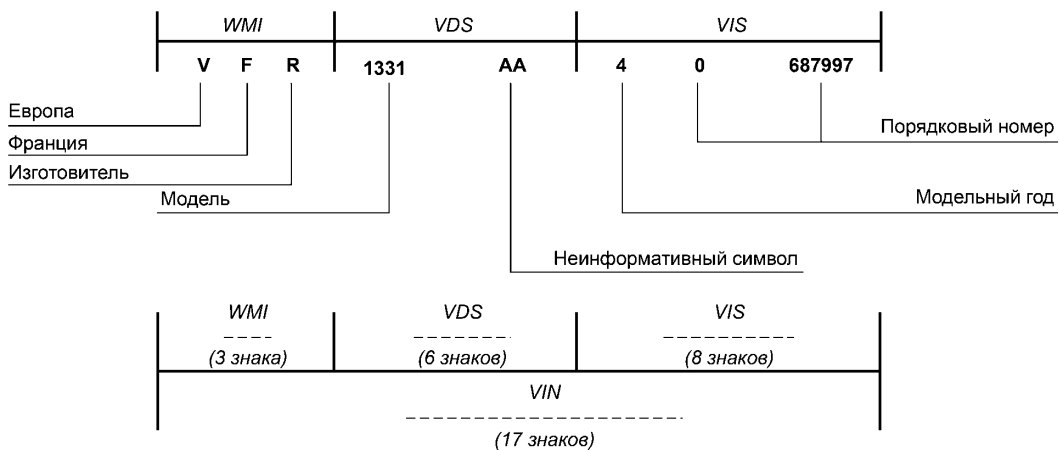 WMI VDS VIS
V F R 1331 AA 4 0 687997
Европа
Порядковый номер
Франция
Изготовитель
Модель
Модельный год
Неинформативный символ
WMI VDS VIS
(3 знака) (6 знаков) (8 знаков)
VIN
(17 знаков)